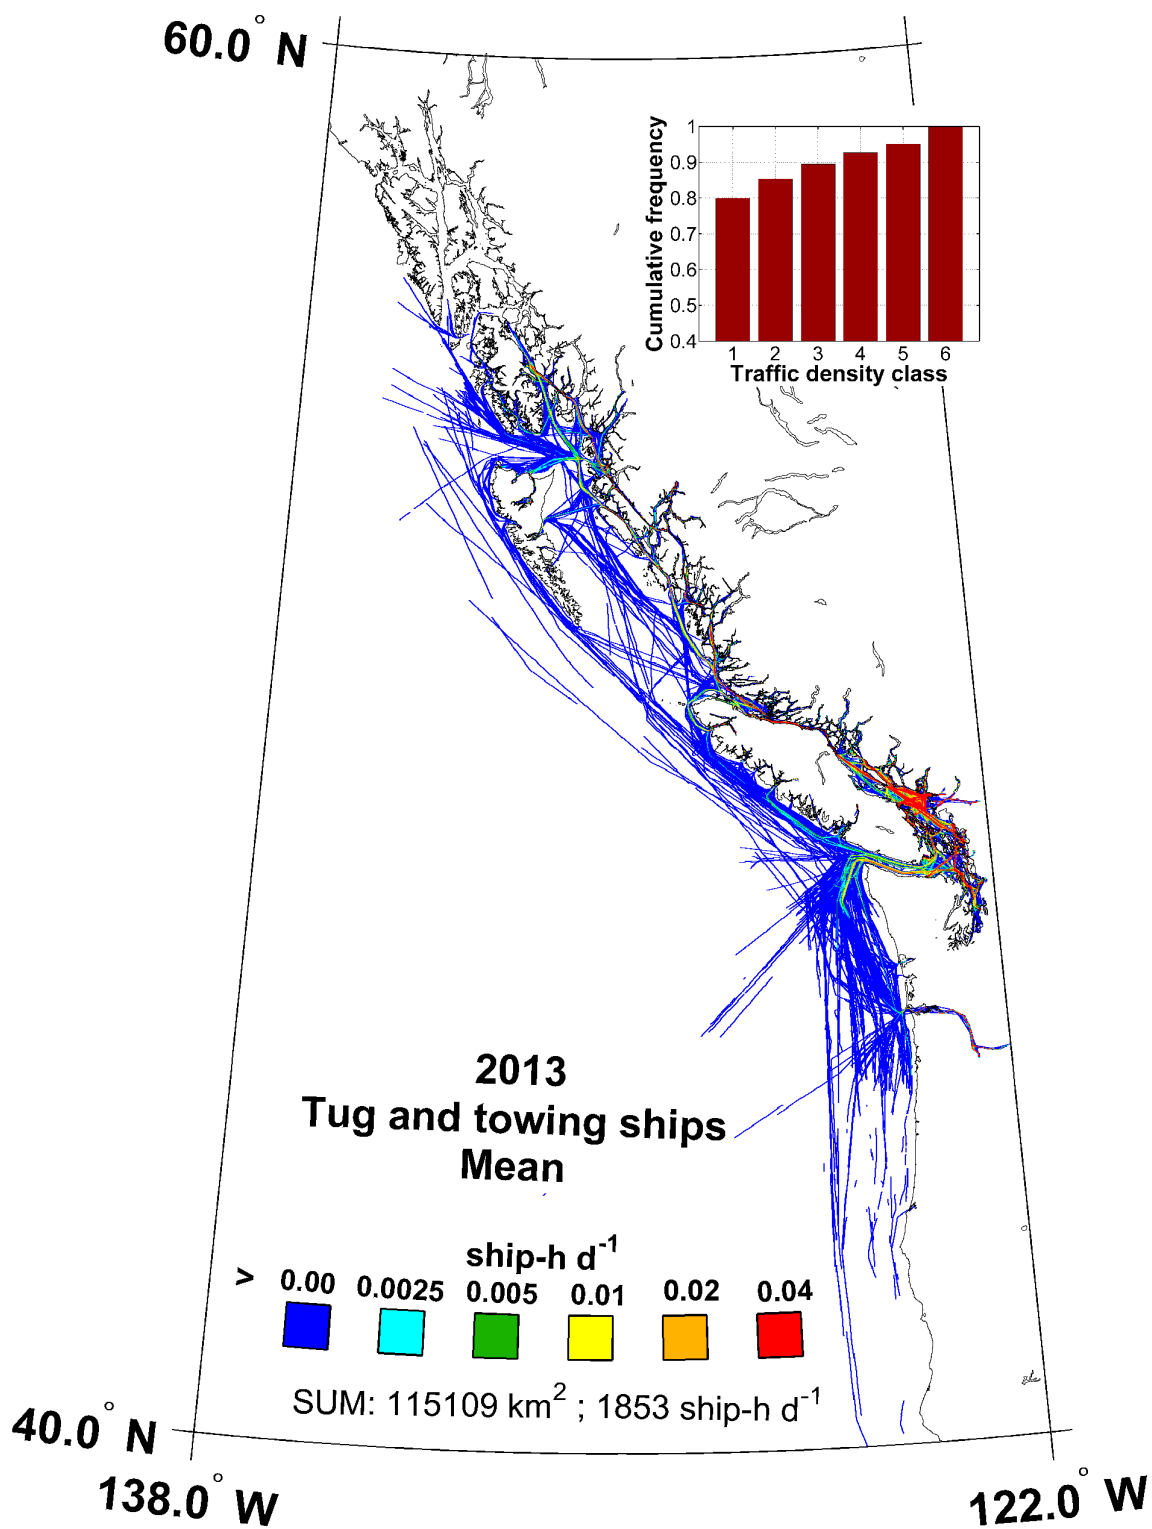 60.0° N
1
0.9
0.8
0.7
0.6
0.5
0.4
Cumulative frequency
1 2 3 4 5 6
Traffic density class
2013
Tug and towing ships
Mean
ship-h d⁻¹
> 0.00 0.0025 0.005 0.01 0.02 0.04
SUM: 115109 km² ; 1853 ship-h d⁻¹
40.0° N
138.0° W
122.0° W